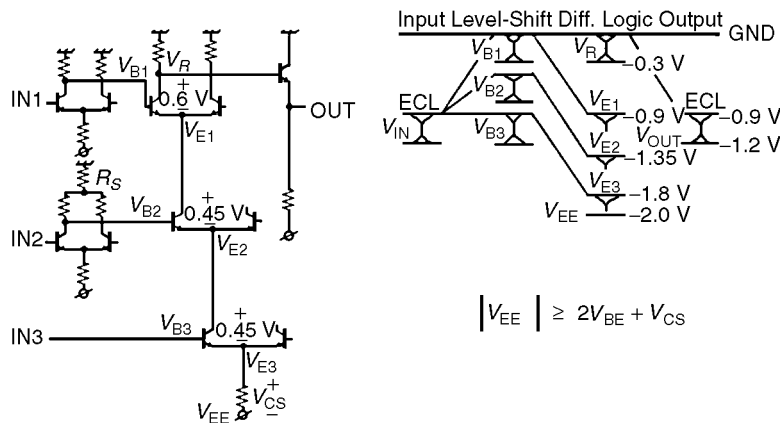 Input Level-Shift Diff. Logic Output
GND
V_B1
V_R
IN1
0.6 V
+
−
OUT
V_E1
R_S
V_B2
+
0.45 V
−
IN2
V_E2
IN3
V_B3
+
0.45 V
−
V_E3
V_EE
V_CS
+
−
V_B1
V_R
−0.3 V
V_B2
ECL
V_E1
−0.9 V
ECL
−0.9 V
V_IN
V_B3
V_E2
−1.35 V
V_OUT
−1.2 V
V_E3
−1.8 V
V_EE
−2.0 V
|V_EE| ≥ 2V_BE + V_CS